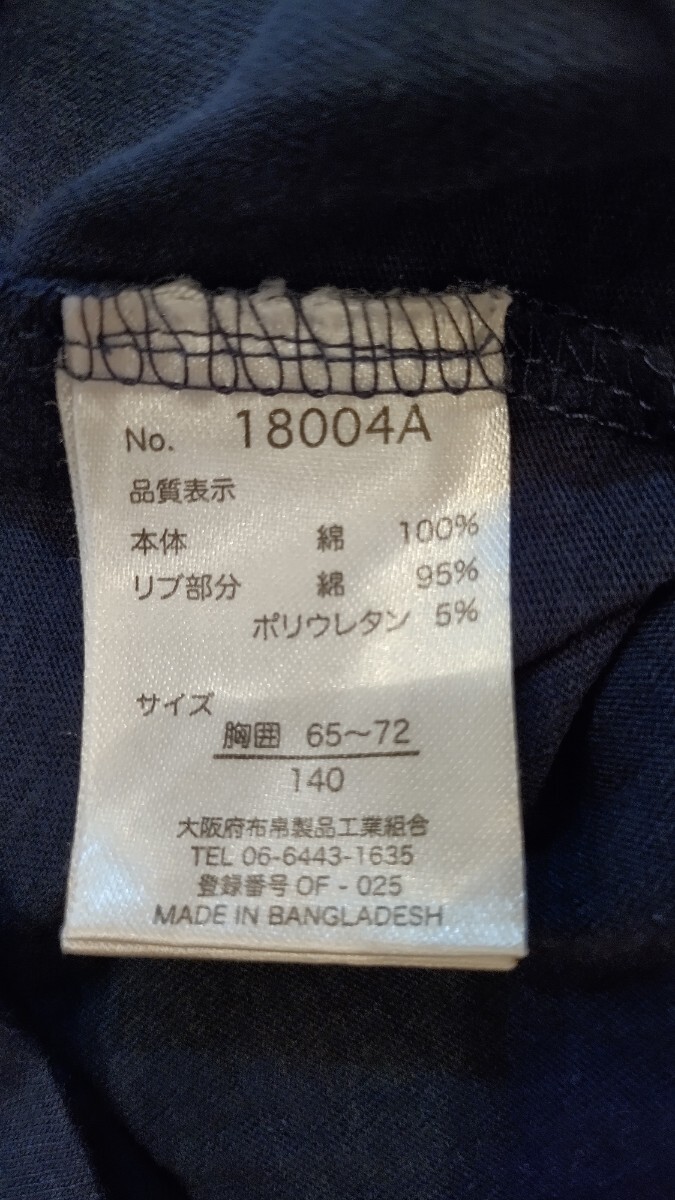 No. 18004A
品質表示
本体 綿 100%
リブ部分 綿 95%
ポリウレタン 5%
サイズ
胸囲 65〜72
140
大阪府布帛製品工業組合
TEL 06-6443-1635
登録番号OF-025
MADE IN BANGLADESH